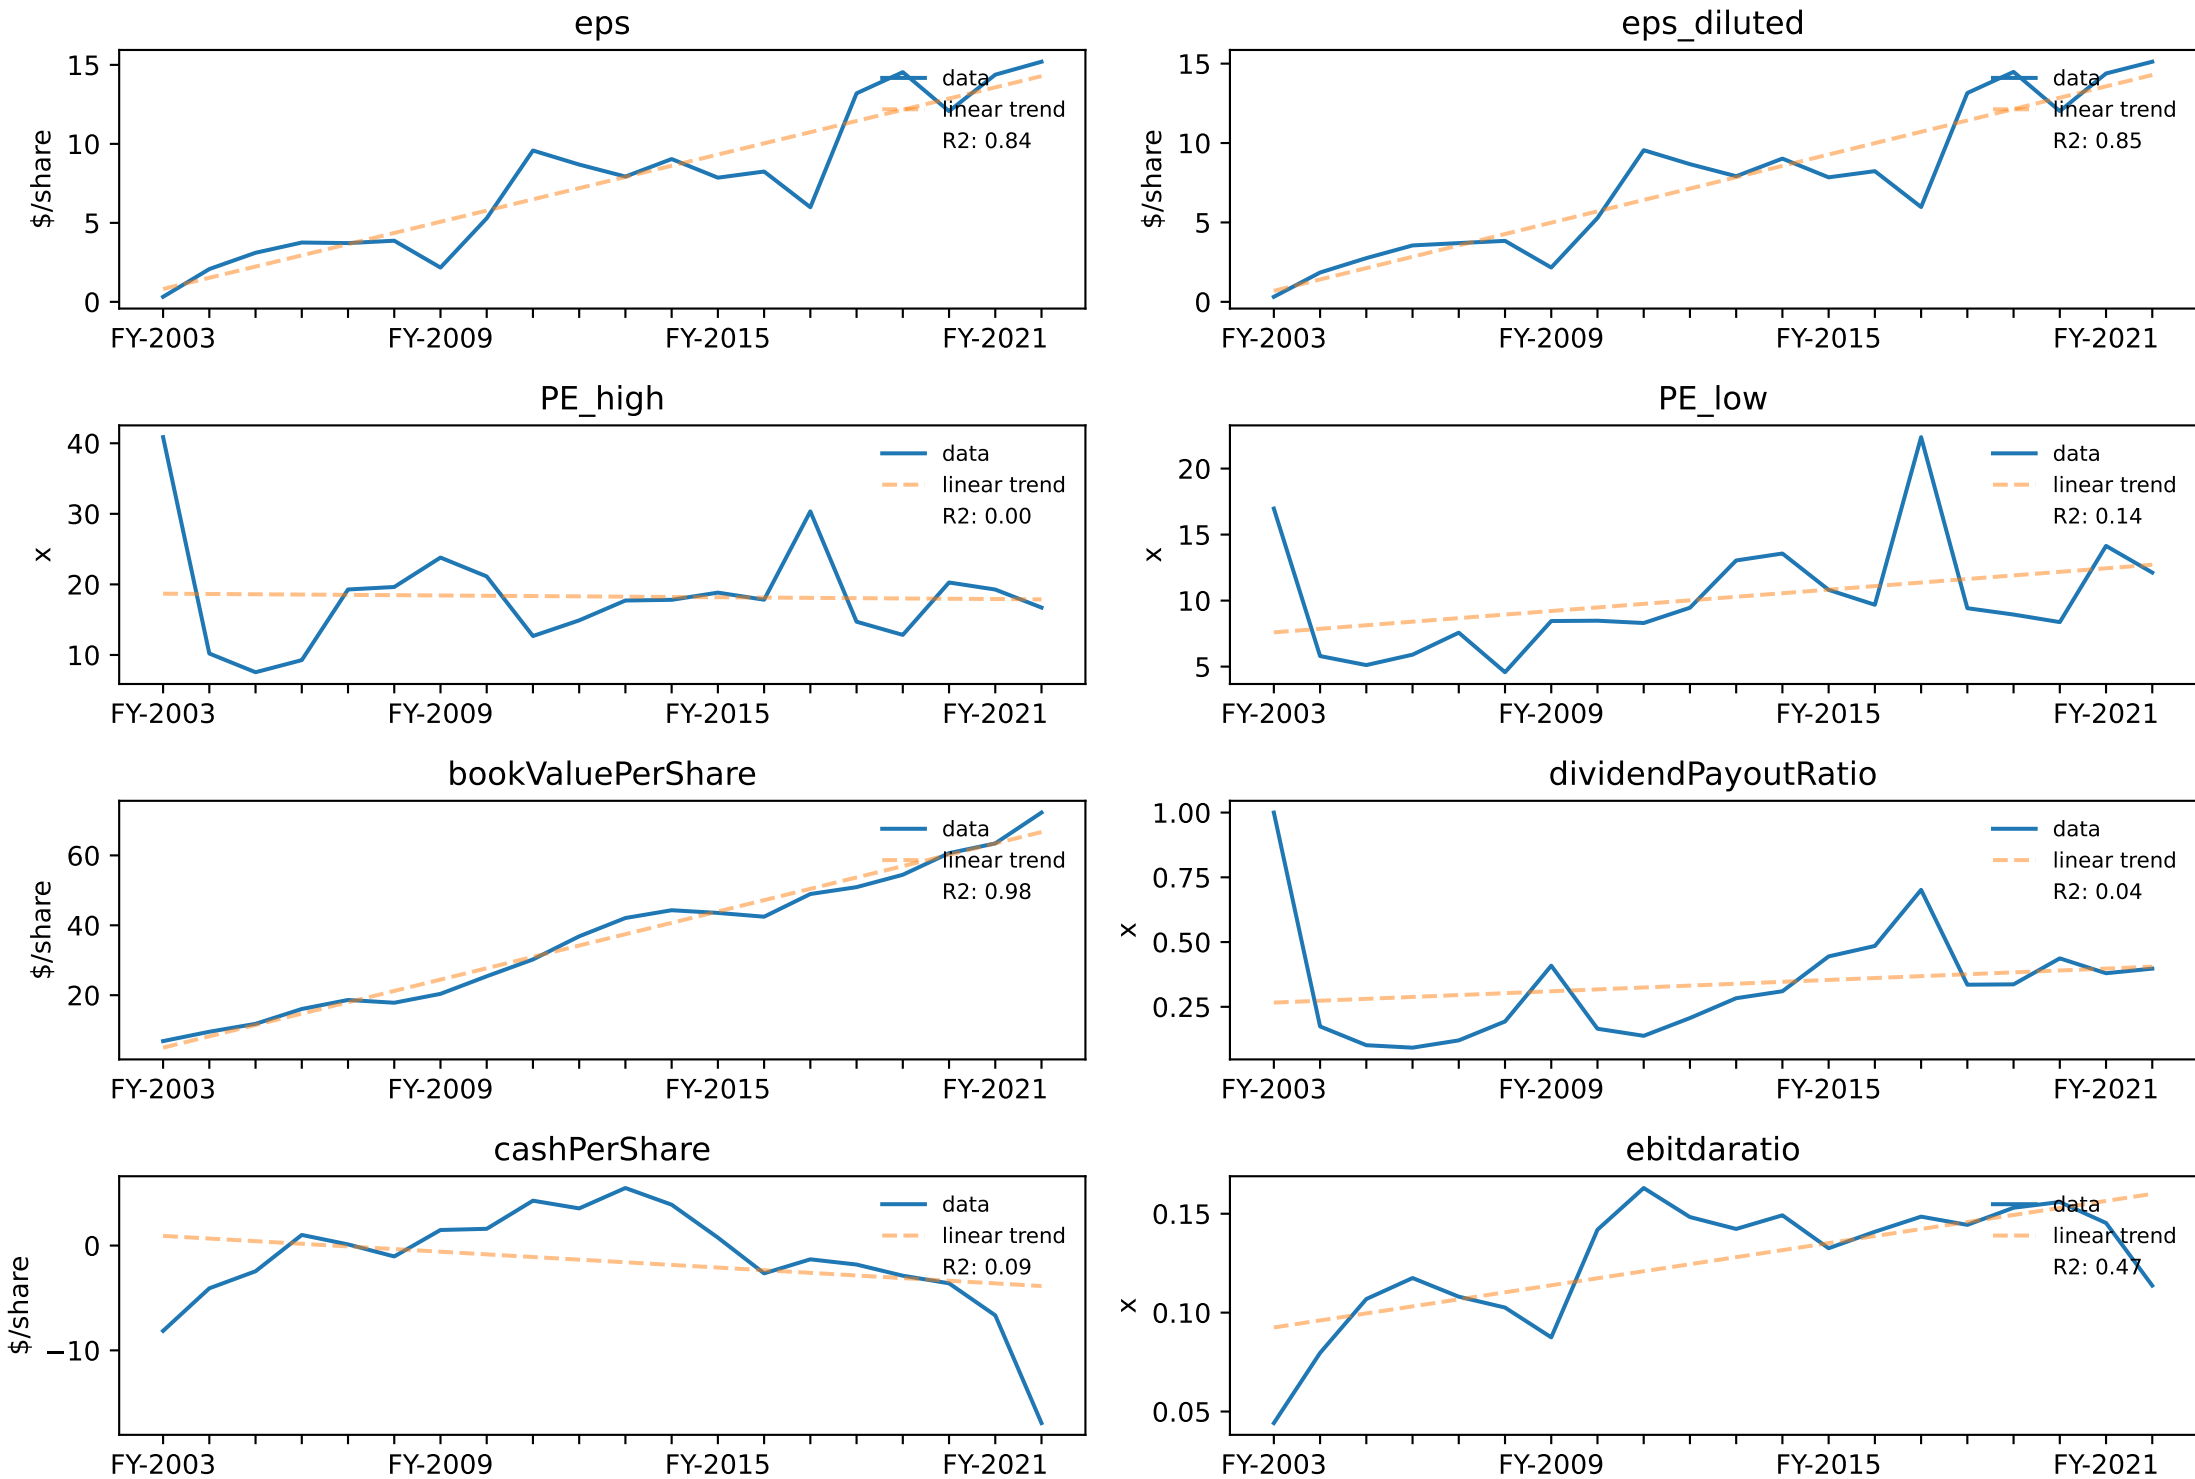 eps
$/share
15
10
5
0
data
linear trend
R2: 0.84
FY-2003 FY-2009 FY-2015 FY-2021
eps_diluted
$/share
15
10
5
0
data
linear trend
R2: 0.85
FY-2003 FY-2009 FY-2015 FY-2021
PE_high
x
40
30
20
10
data
linear trend
R2: 0.00
FY-2003 FY-2009 FY-2015 FY-2021
PE_low
x
20
15
10
5
data
linear trend
R2: 0.14
FY-2003 FY-2009 FY-2015 FY-2021
bookValuePerShare
$/share
60
40
20
data
linear trend
R2: 0.98
FY-2003 FY-2009 FY-2015 FY-2021
dividendPayoutRatio
x
1.00
0.75
0.50
0.25
data
linear trend
R2: 0.04
FY-2003 FY-2009 FY-2015 FY-2021
cashPerShare
$/share
0
−10
data
linear trend
R2: 0.09
FY-2003 FY-2009 FY-2015 FY-2021
ebitdaratio
x
0.15
0.10
0.05
data
linear trend
R2: 0.47
FY-2003 FY-2009 FY-2015 FY-2021